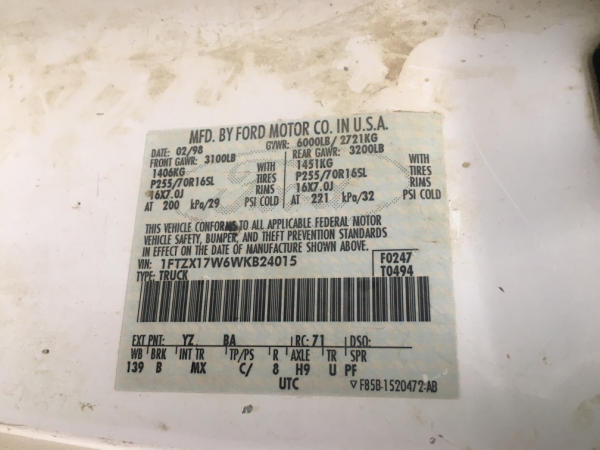 MFD. BY FORD MOTOR CO. IN U.S.A.
DATE: 02/98 GVWR: 6000LB/ 2721KG
FRONT GAWR: 3100LB REAR GAWR: 3200LB
1406KG WITH 1451KG WITH
P255/70R16SL TIRES P255/70R16SL TIRES
16X7.0J RIMS 16X7.0J RIMS
AT 200 kPa/29 PSI COLD AT 221 kPa/32 PSI COLD
THIS VEHICLE CONFORMS TO ALL APPLICABLE FEDERAL MOTOR
VEHICLE SAFETY, BUMPER, AND THEFT PREVENTION STANDARDS
IN EFFECT ON THE DATE OF MANUFACTURE SHOWN ABOVE.
VIN: 1FTZX17W6WKB24015 F0247
TYPE: TRUCK T0494
EXT PNT: YZ BA RC: 71 DSO:
WB BRK INT TR TP/PS R AXLE TR SPR
139 B MX C/ 8 H9 U PF
UTC ▽ F85B-1520472-AB